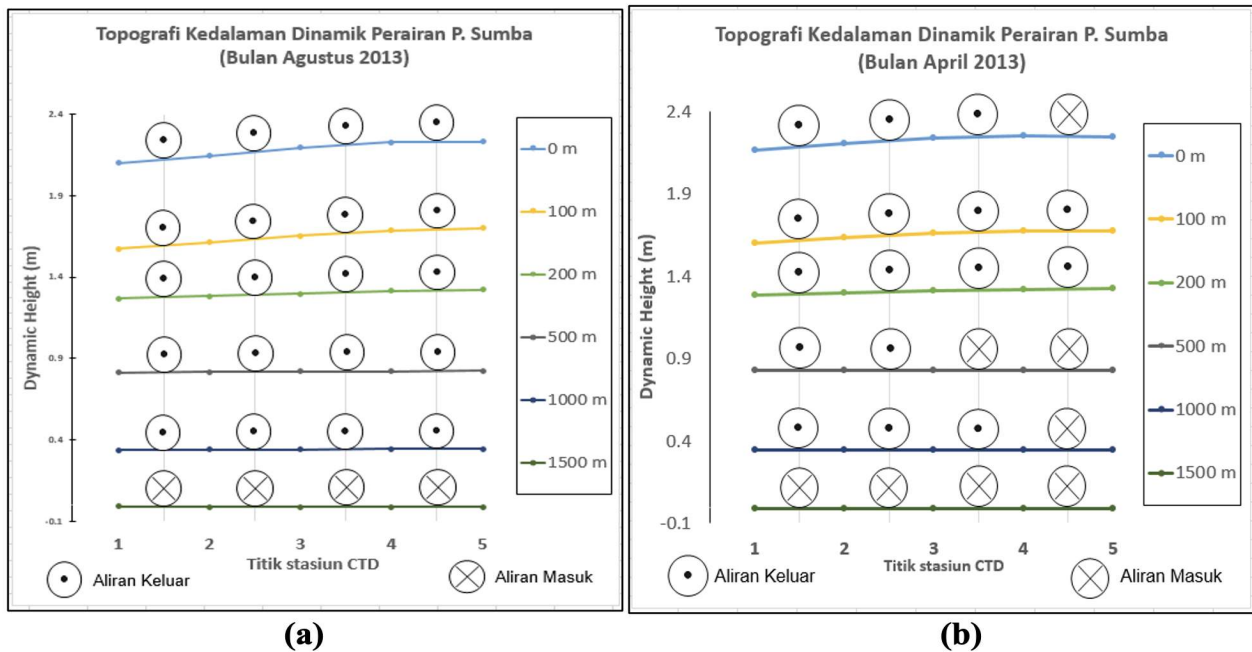 Topografi Kedalaman Dinamik Perairan P. Sumba
(Bulan Agustus 2013)
Dynamic Height (m)
2.4
1.9
1.4
0.9
0.4
-0.1
1 2 3 4 5
Titik stasiun CTD
0 m
100 m
200 m
500 m
1000 m
1500 m
Aliran Keluar
Aliran Masuk
(a)
Topografi Kedalaman Dinamik Perairan P. Sumba
(Bulan April 2013)
Dynamic Height (m)
2.4
1.9
1.4
0.9
0.4
-0.1
1 2 3 4 5
Titik stasiun CTD
0 m
100 m
200 m
500 m
1000 m
1500 m
Aliran Keluar
Aliran Masuk
(b)